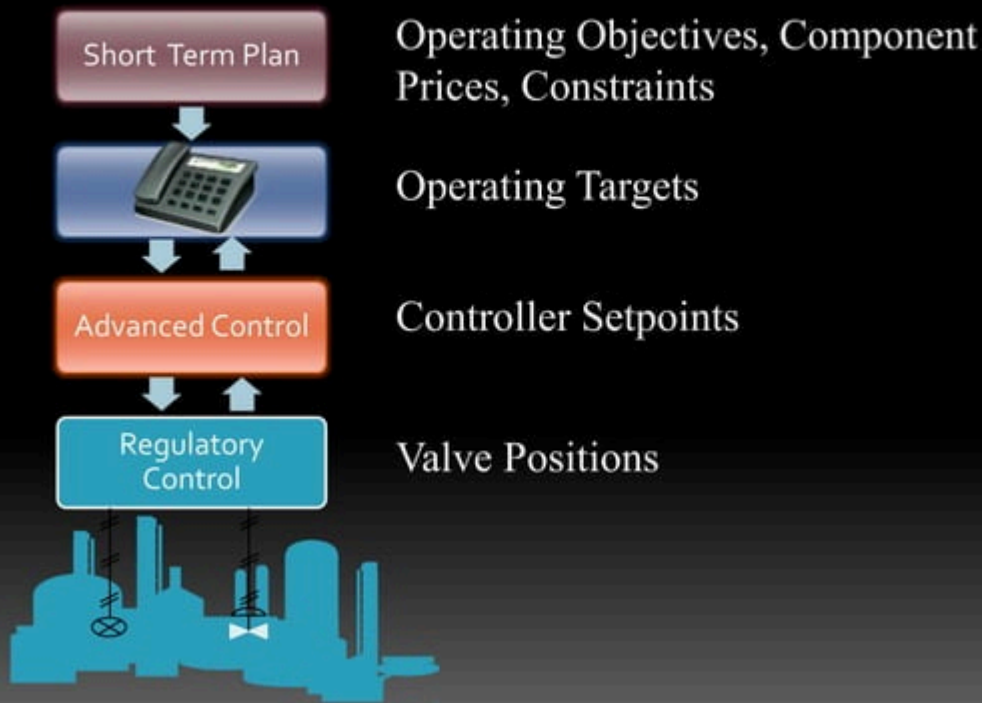 Short Term Plan
Operating Objectives, Component
Prices, Constraints
Operating Targets
Advanced Control
Controller Setpoints
Regulatory
Control
Valve Positions